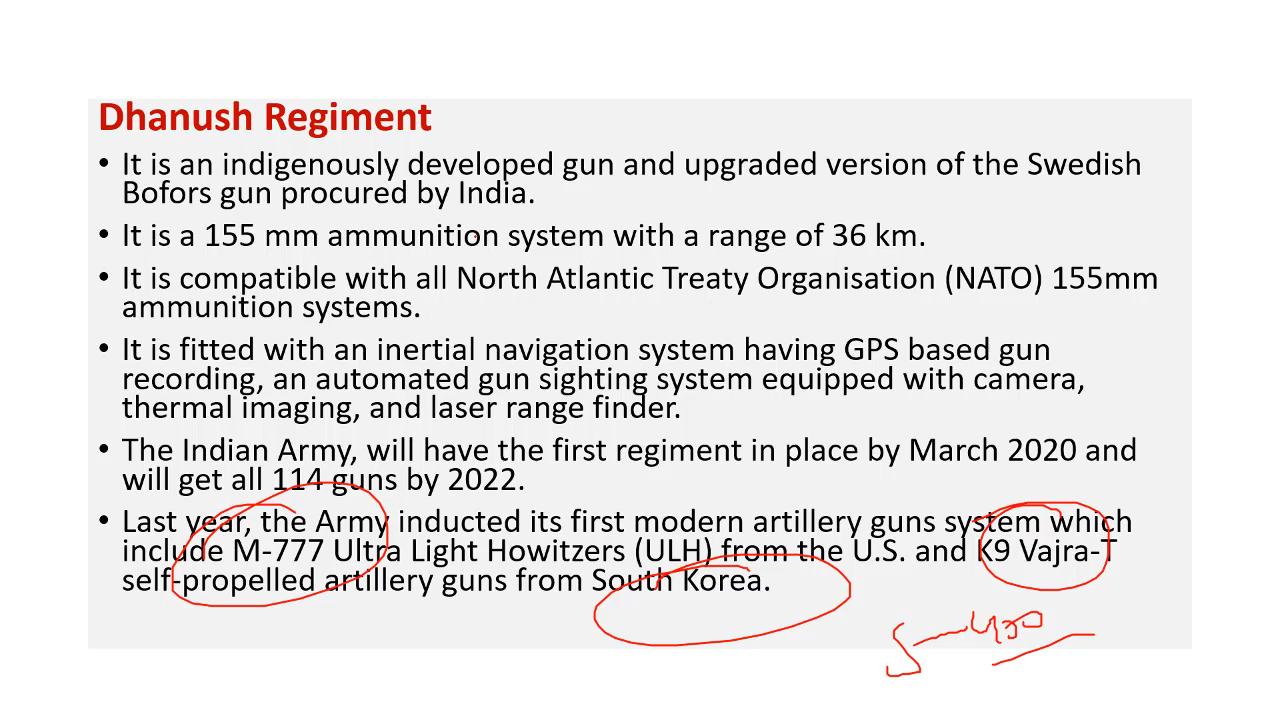 Dhanush Regiment
• It is an indigenously developed gun and upgraded version of the Swedish
Bofors gun procured by India.
• It is a 155 mm ammunition system with a range of 36 km.
• It is compatible with all North Atlantic Treaty Organisation (NATO) 155mm
ammunition systems.
• It is fitted with an inertial navigation system having GPS based gun
recording, an automated gun sighting system equipped with camera,
thermal imaging, and laser range finder.
• The Indian Army, will have the first regiment in place by March 2020 and
will get all 114 guns by 2022.
• Last year, the Army inducted its first modern artillery guns system which
include M-777 Ultra Light Howitzers (ULH) from the U.S. and K9 Vajra-T
self-propelled artillery guns from South Korea.